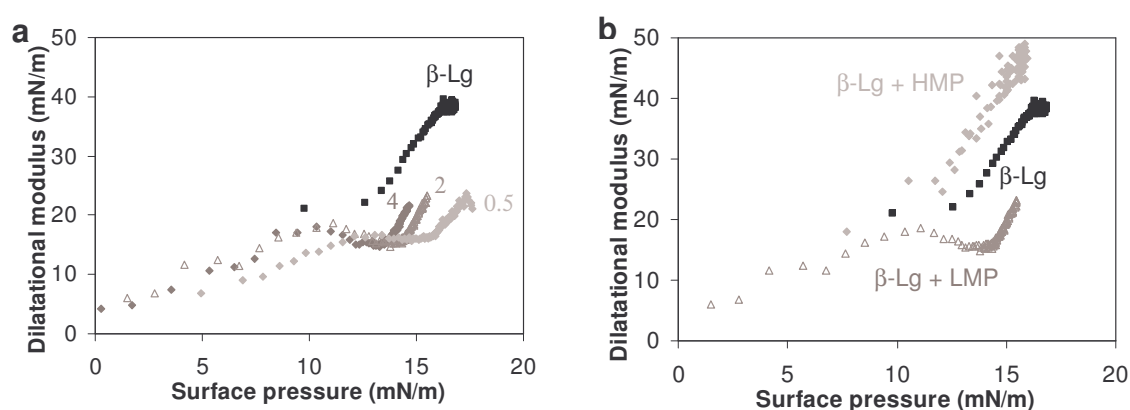 a
50
40
30
20
10
0
Dilatational modulus (mN/m)
β-Lg
4
2
0.5
0 5 10 15 20
Surface pressure (mN/m)
b
50
40
30
20
10
0
Dilatational modulus (mN/m)
β-Lg + HMP
β-Lg
β-Lg + LMP
0 5 10 15 20
Surface pressure (mN/m)